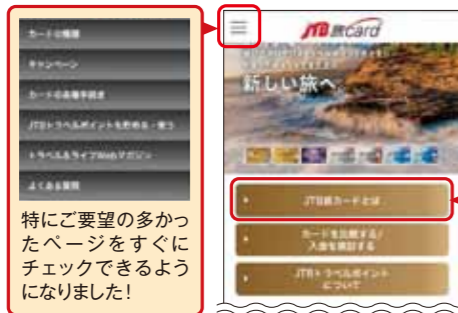 カードの種類
キャンペーン
カードの各種手続き
JTBトラベルポイントを貯める・使う
トラベル&ライフWebマガジン
よくある質問
特にご要望の多かっ
たページをすぐに
チェックできるよう
になりました!
JTB 旅card
新しい旅へ。
JTB旅カードとは
カードを比較する/
入会を検討する
JTBトラベルポイント
について